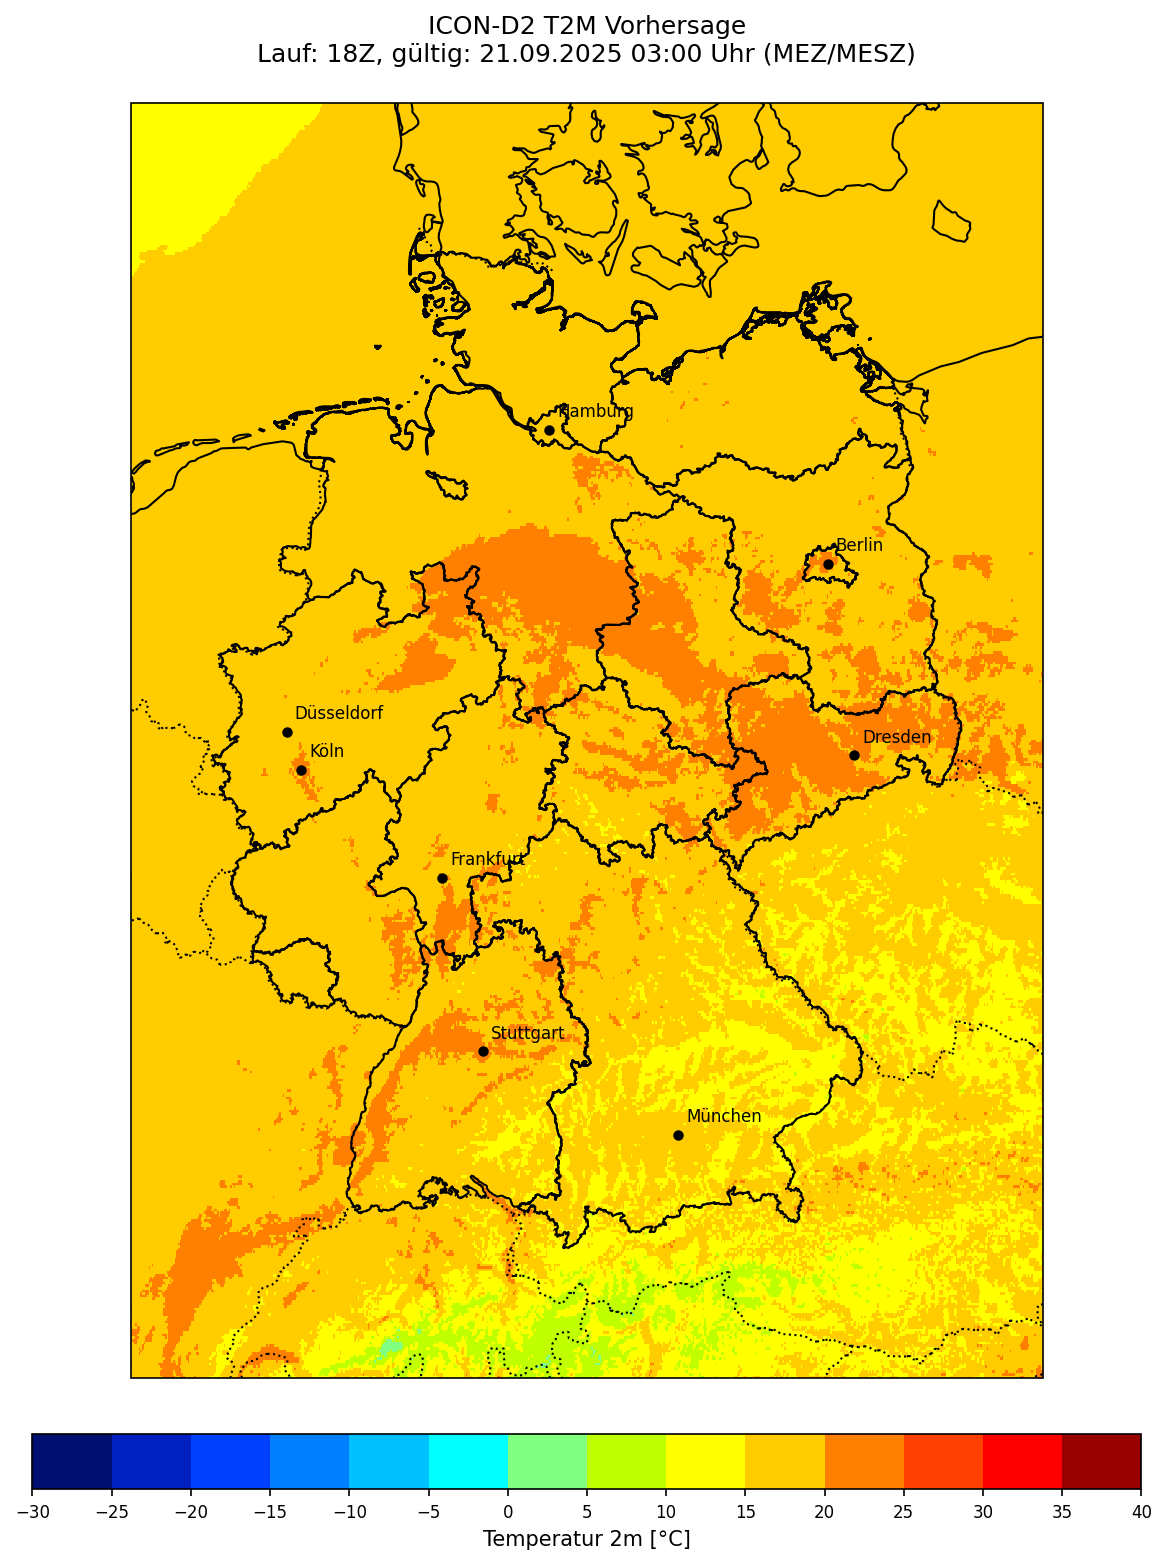 ICON-D2 T2M Vorhersage
Lauf: 18Z, gültig: 21.09.2025 03:00 Uhr (MEZ/MESZ)
Hamburg
Berlin
Düsseldorf
Dresden
Köln
Frankfurt
Stuttgart
München
−30 −25 −20 −15 −10 −5 0 5 10 15 20 25 30 35 40
Temperatur 2m [°C]